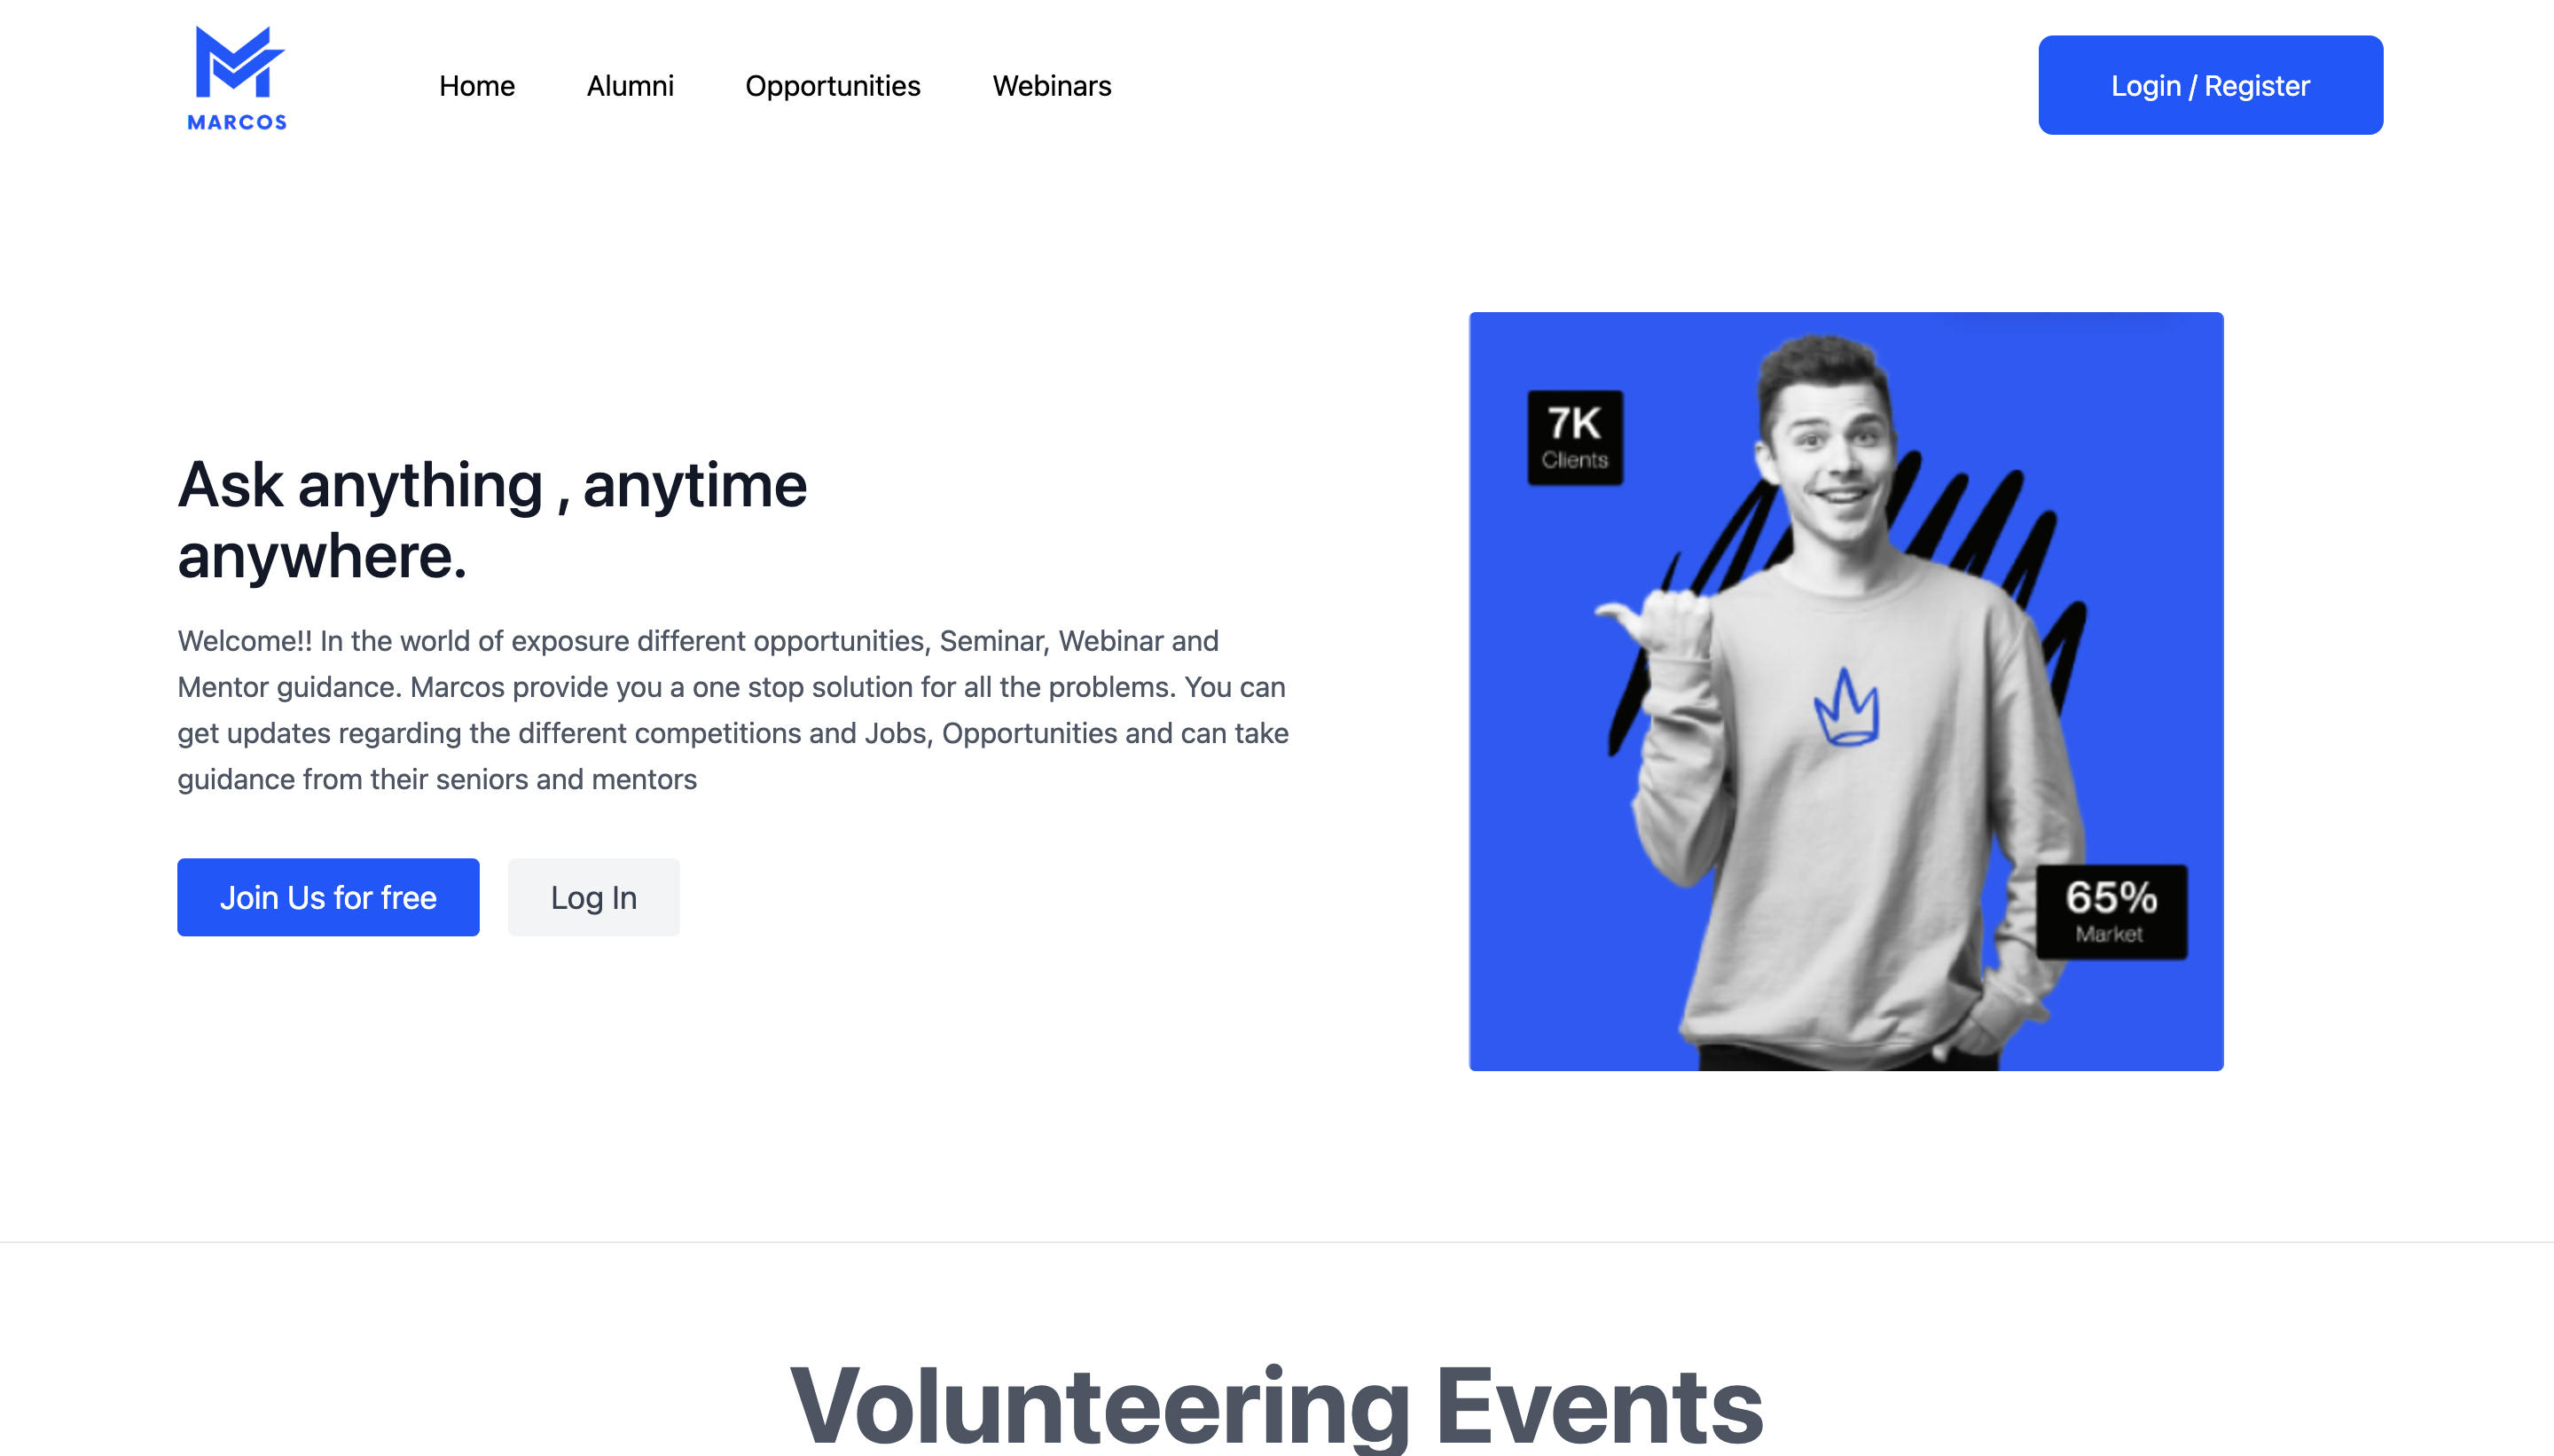 MARCOS
Home
Alumni
Opportunities
Webinars
Login / Register
Ask anything , anytime
anywhere.
Welcome!! In the world of exposure different opportunities, Seminar, Webinar and
Mentor guidance. Marcos provide you a one stop solution for all the problems. You can
get updates regarding the different competitions and Jobs, Opportunities and can take
guidance from their seniors and mentors
Join Us for free
Log In
7K
Clients
65%
Market
Volunteering Events